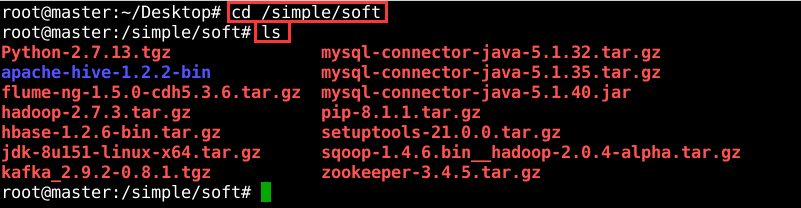 root@master:~/Desktop# cd /simple/soft
root@master:/simple/soft# ls
Python-2.7.13.tgz mysql-connector-java-5.1.32.tar.gz
apache-hive-1.2.2-bin mysql-connector-java-5.1.35.tar.gz
flume-ng-1.5.0-cdh5.3.6.tar.gz mysql-connector-java-5.1.40.jar
hadoop-2.7.3.tar.gz pip-8.1.1.tar.gz
hbase-1.2.6-bin.tar.gz setuptools-21.0.0.tar.gz
jdk-8u151-linux-x64.tar.gz sqoop-1.4.6.bin__hadoop-2.0.4-alpha.tar.gz
kafka_2.9.2-0.8.1.tgz zookeeper-3.4.5.tar.gz
root@master:/simple/soft#